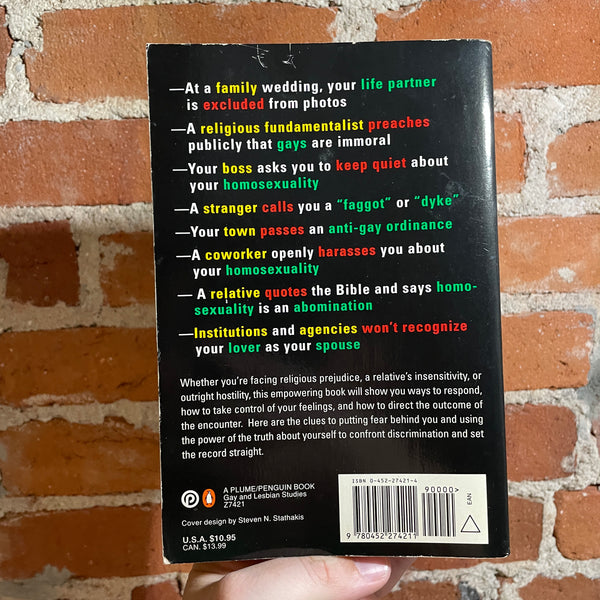 —At a family wedding, your life partner
is excluded from photos
—A religious fundamentalist preaches
publicly that gays are immoral
—Your boss asks you to keep quiet about
your homosexuality
—A stranger calls you a “faggot” or “dyke”
—Your town passes an anti-gay ordinance
—A coworker openly harasses you about
your homosexuality
— A relative quotes the Bible and says homo-
sexuality is an abomination
—Institutions and agencies won’t recognize
your lover as your spouse
Whether you’re facing religious prejudice, a relative’s insensitivity, or
outright hostility, this empowering book will show you ways to respond,
how to take control of your feelings, and how to direct the outcome of
the encounter. Here are the clues to putting fear behind you and using
the power of the truth about yourself to confront discrimination and set
the record straight.
A PLUME/PENGUIN BOOK
Gay and Lesbian Studies
Z7421
Cover design by Steven N. Stathakis
U.S.A. $10.95
CAN. $13.99
ISBN 0-452-27421-4
90000>
EAN
9 780452 274211